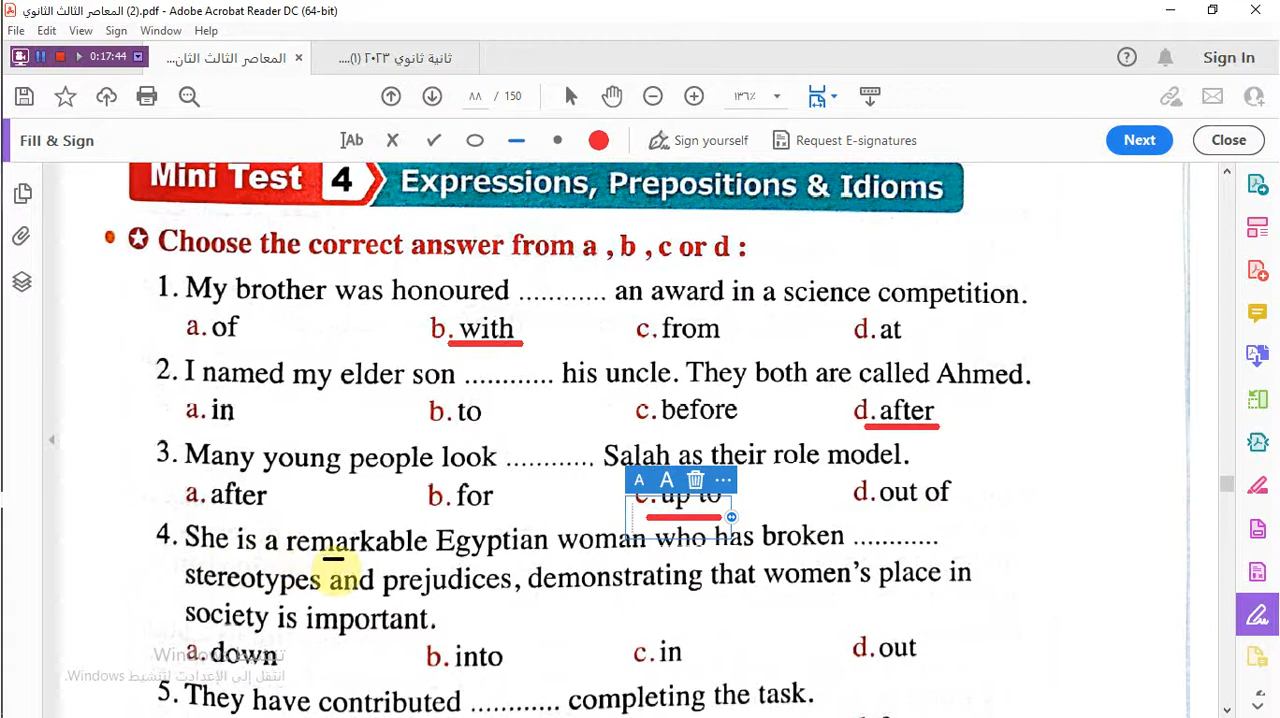 المعاصر الثالث الثانوي (2).pdf - Adobe Acrobat Reader DC (64-bit)
File Edit View Sign Window Help
0:17:44 المعاصر الثالث الثان... × ثانية ثانوي ٢٠٢٣ (١)....
Sign In
٨٨ / 150 ١٣٦٪
Fill & Sign Ab Sign yourself Request E-signatures Next Close
Mini Test 4 Expressions, Prepositions & Idioms
Choose the correct answer from a , b , c or d :
1. My brother was honoured ............ an award in a science competition.
a. of b. with c. from d. at
2. I named my elder son ............ his uncle. They both are called Ahmed.
a. in b. to c. before d. after
3. Many young people look ............ Salah as their role model.
A A ...
a. after b. for c. up to d. out of
4. She is a remarkable Egyptian woman who has broken ............
stereotypes and prejudices, demonstrating that women's place in
society is important.
a. down b. into c. in d. out
تنشيط Windows
انتقل إلى الإعدادات لتنشيط Windows.
5. They have contributed ............ completing the task.